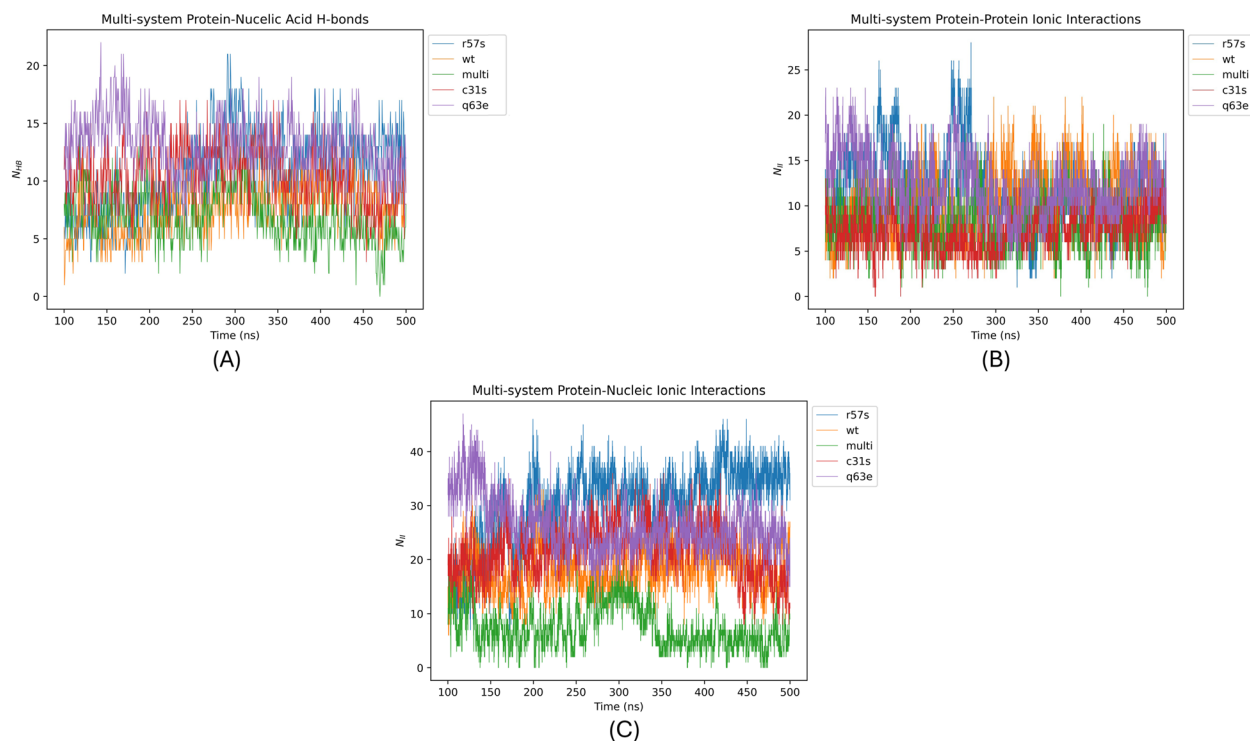 Multi-system Protein-Nucelic Acid H-bonds
20
15
10
5
0
N_HB
100 150 200 250 300 350 400 450 500
Time (ns)
r57s
wt
multi
c31s
q63e
(A)
Multi-system Protein-Protein Ionic Interactions
25
20
15
10
5
0
N_II
100 150 200 250 300 350 400 450 500
Time (ns)
r57s
wt
multi
c31s
q63e
(B)
Multi-system Protein-Nucleic Ionic Interactions
40
30
20
10
0
N_II
100 150 200 250 300 350 400 450 500
Time (ns)
r57s
wt
multi
c31s
q63e
(C)